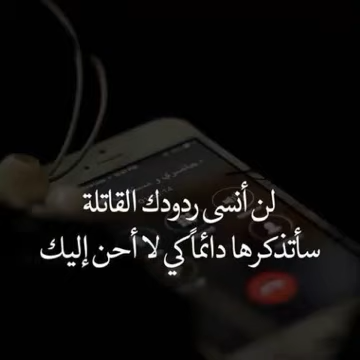 لن أنسى ردودك القاتلة
سأتذكرها دائماً كي لا أحن إليك